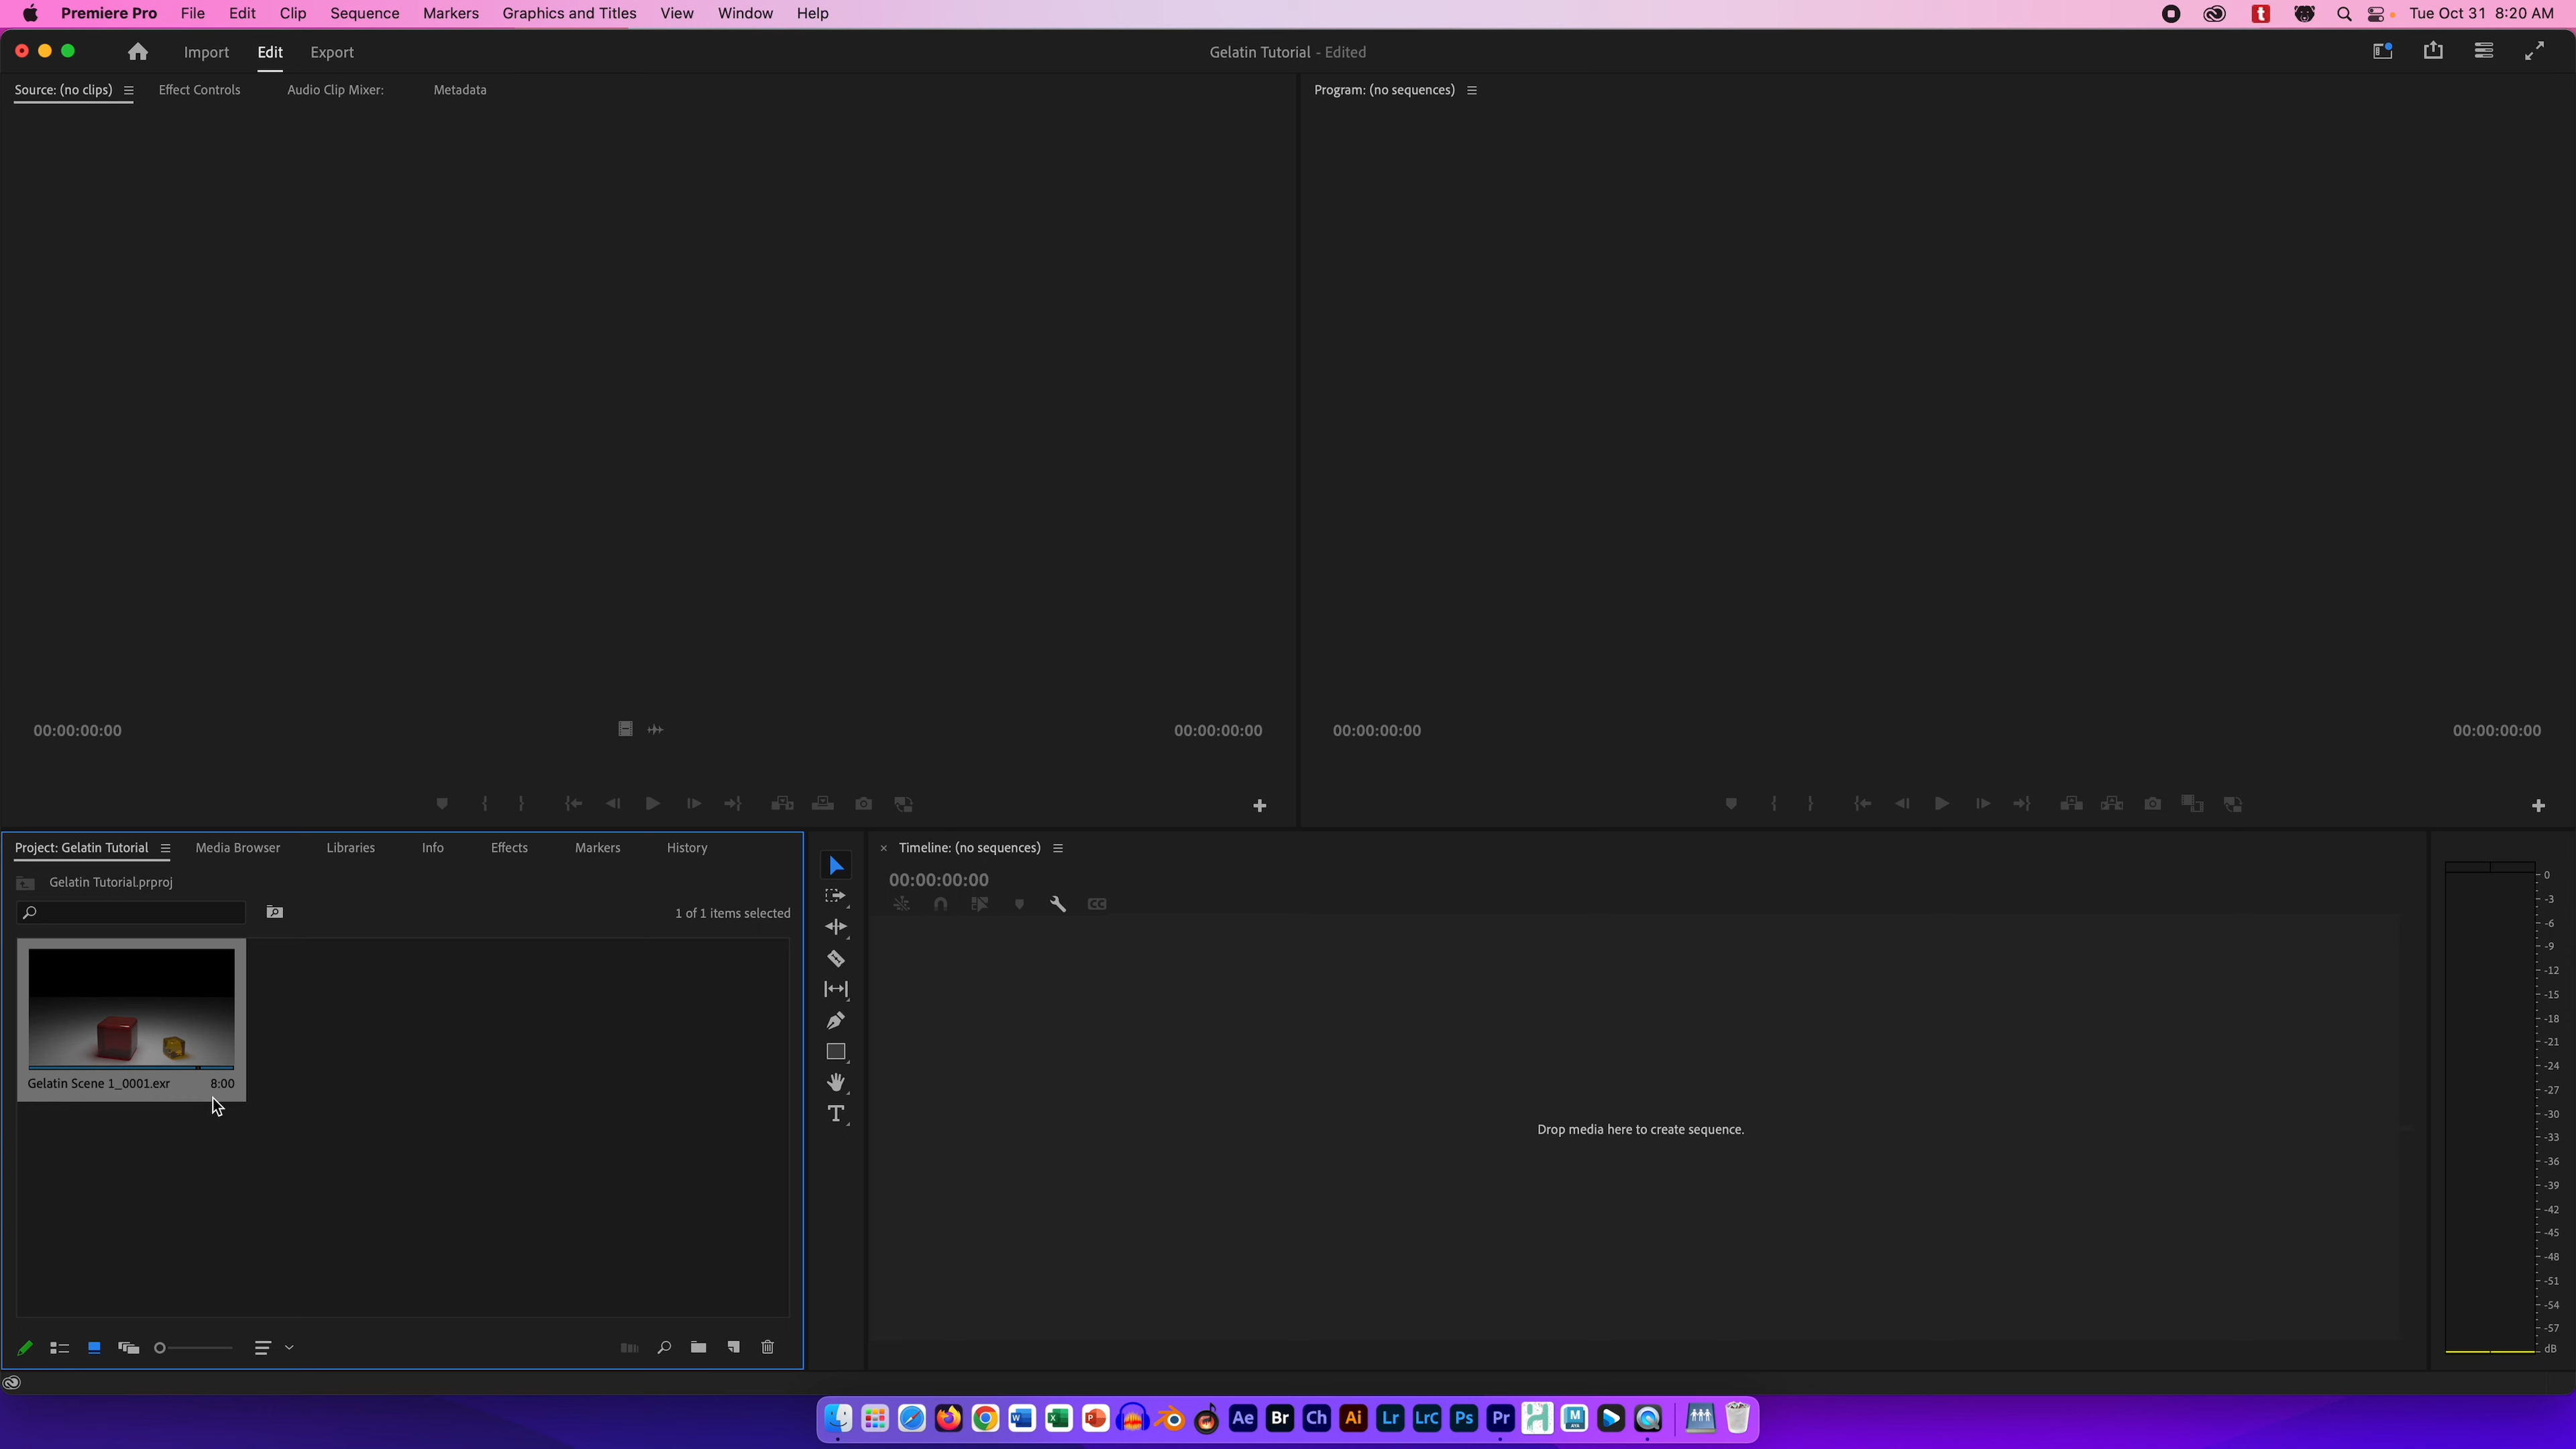 Premiere Pro File Edit Clip Sequence Markers Graphics and Titles View Window Help Tue Oct 31 8:20 AM
Import Edit Export Gelatin Tutorial - Edited
Source: (no clips) Effect Controls Audio Clip Mixer: Metadata Program: (no sequences)
00:00:00:00 00:00:00:00 00:00:00:00 00:00:00:00
Project: Gelatin Tutorial Media Browser Libraries Info Effects Markers History
Gelatin Tutorial.prproj
1 of 1 items selected
Gelatin Scene 1_0001.exr 8:00
Timeline: (no sequences)
00:00:00:00
CC
Drop media here to create sequence.
0
-3
-6
-9
-12
-15
-18
-21
-24
-27
-30
-33
-36
-39
-42
-45
-48
-51
-54
-57
dB
Ae Br Ch Ai Lr LrC Ps Pr